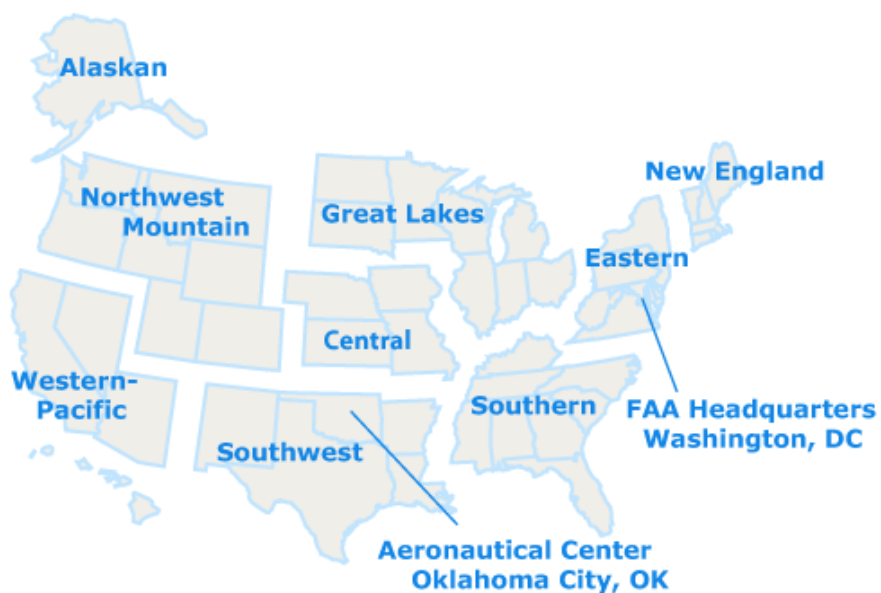 Alaskan
New England
Northwest
Mountain
Great Lakes
Eastern
Central
Western-
Pacific
Southern
FAA Headquarters
Washington, DC
Southwest
Aeronautical Center
Oklahoma City, OK